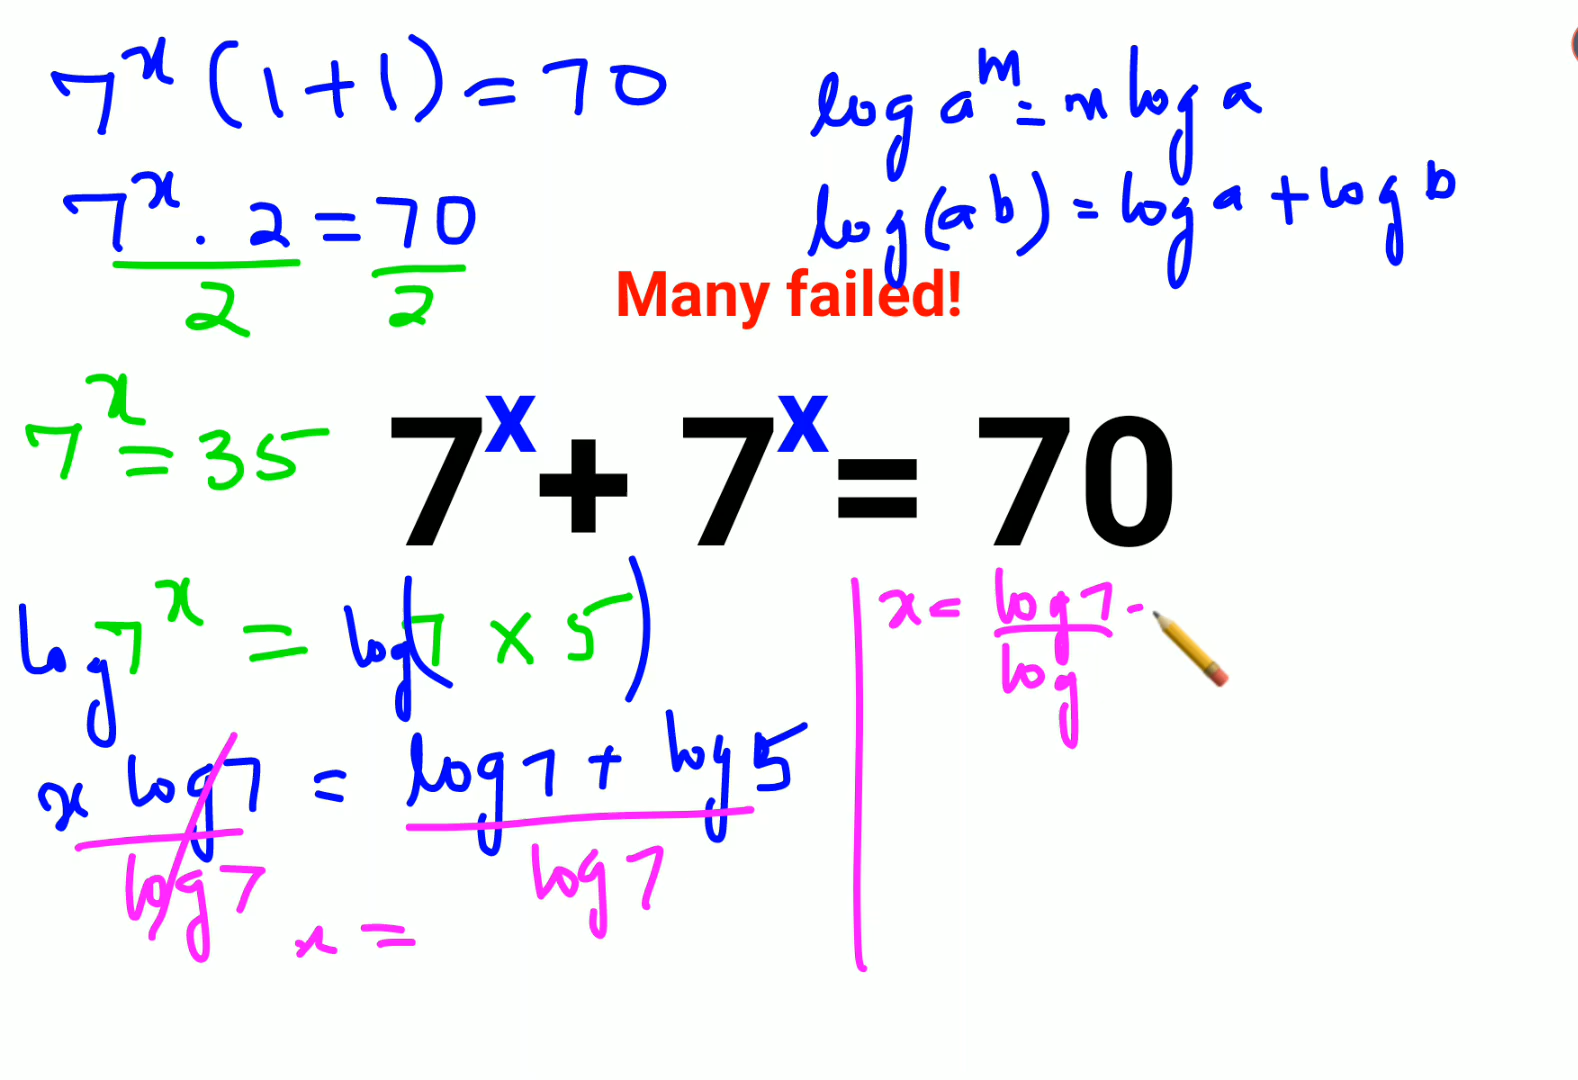 7^x (1+1) = 70
log a^m = m log a
7^x . 2 = 70
2 2
log(ab) = log a + log b
Many failed!
7^x = 35
7^x + 7^x = 70
log 7^x = log(7 × 5)
x log 7 = log 7 + log 5
log 7 log 7
x =
x = log 7 -
log